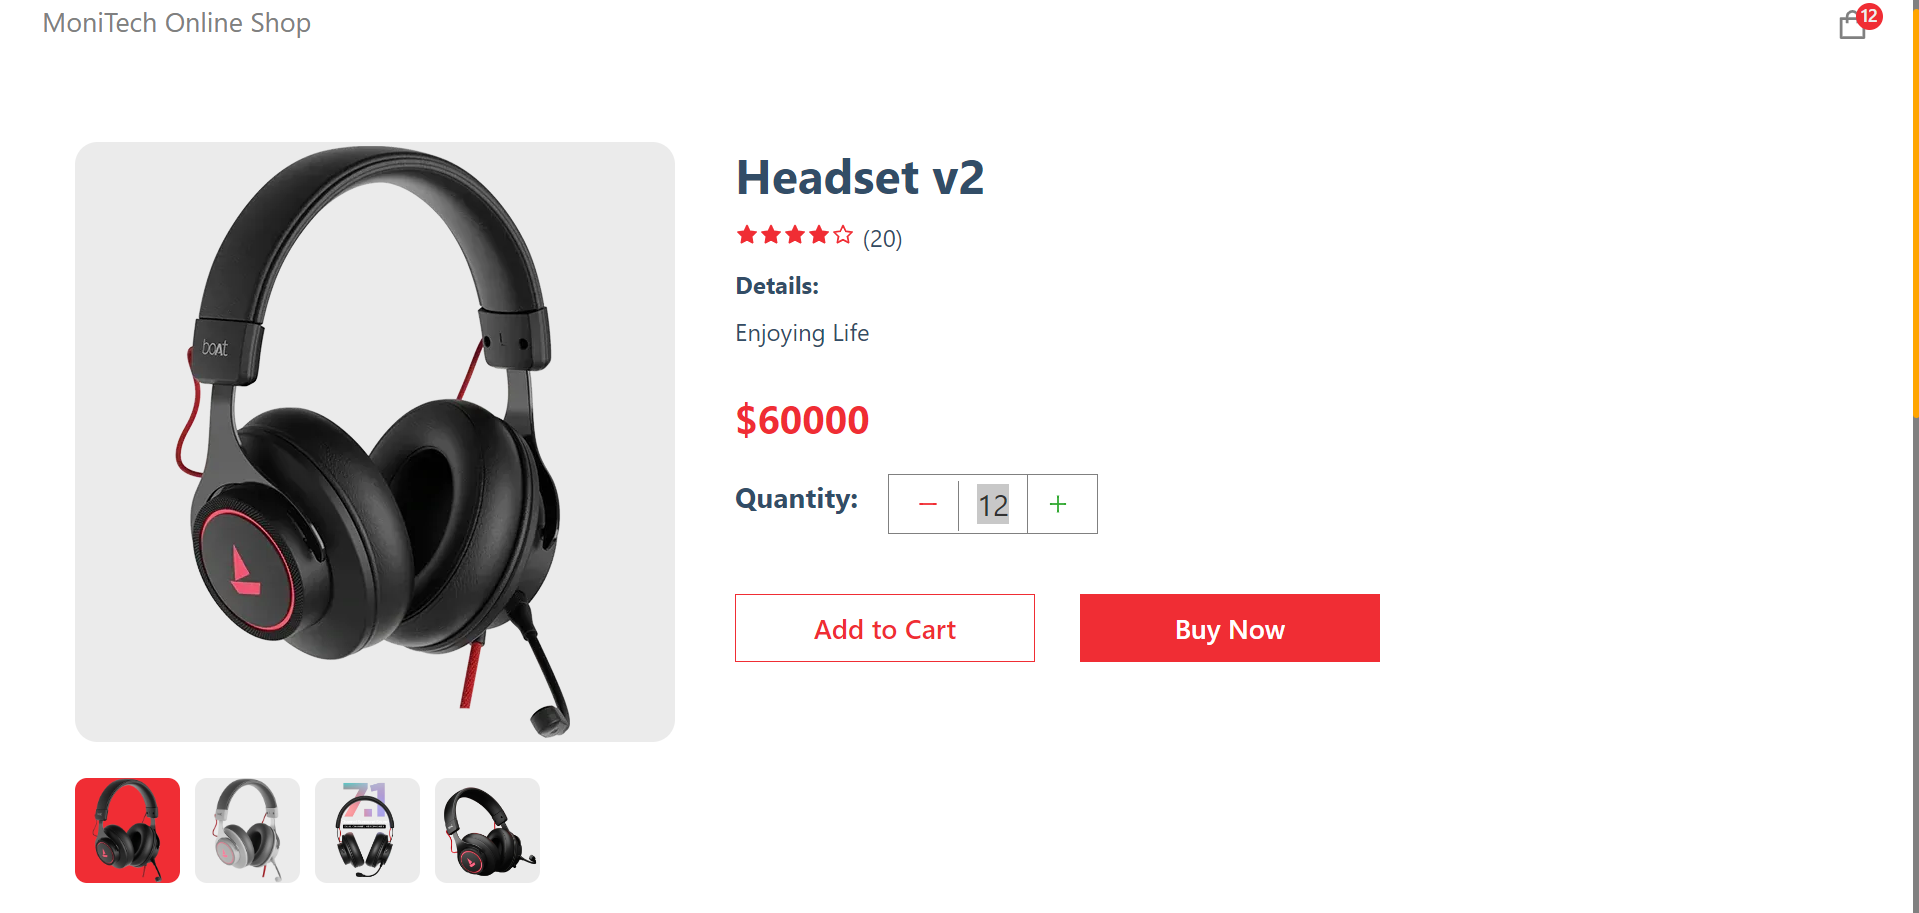 MoniTech Online Shop
12
boAt
L
Headset v2
(20)
Details:
Enjoying Life
$60000
Quantity:
− 12 +
Add to Cart
Buy Now
7.1